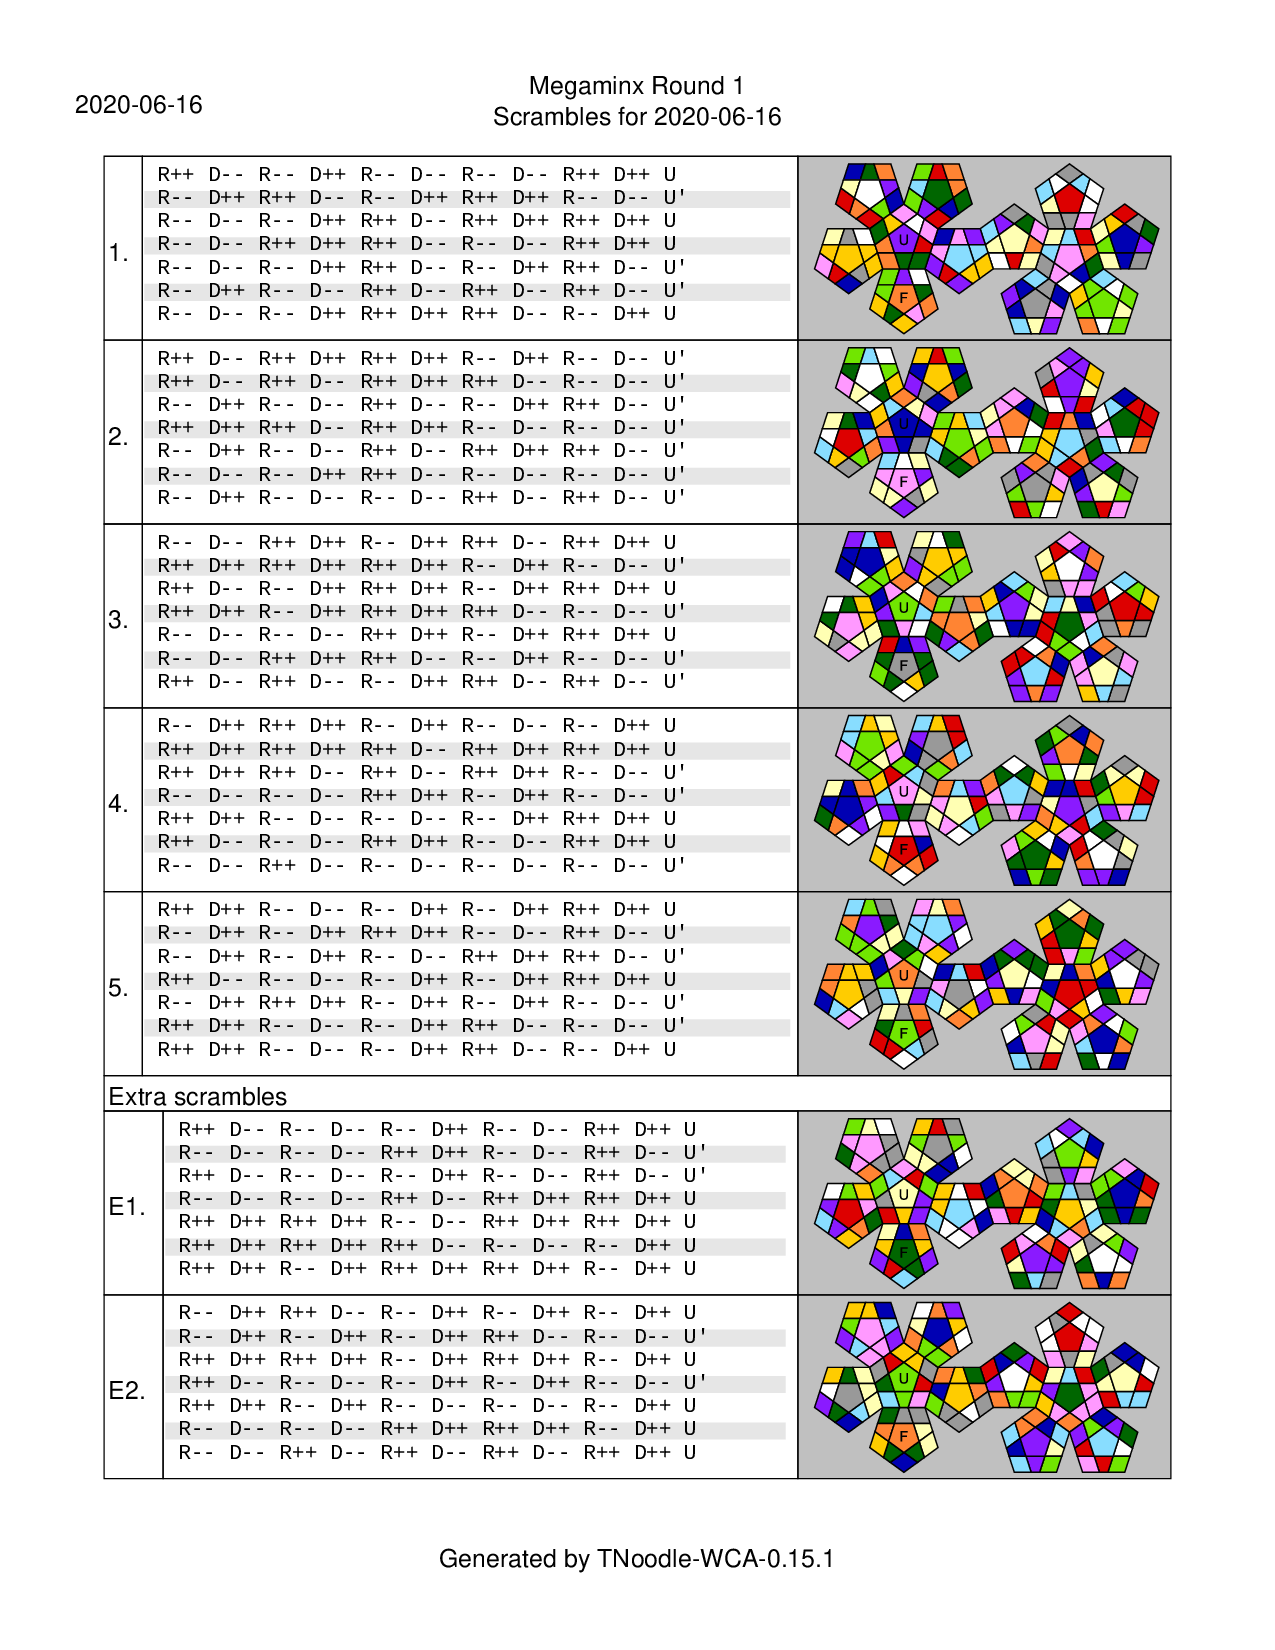 Megaminx Round 1
2020-06-16
Scrambles for 2020-06-16
1.
R++ D-- R-- D++ R-- D-- R-- D-- R++ D++ U
R-- D++ R++ D-- R-- D++ R++ D++ R-- D-- U'
R-- D-- R-- D++ R++ D-- R++ D++ R++ D++ U
R-- D-- R++ D++ R++ D-- R-- D-- R++ D++ U
R-- D-- R-- D++ R++ D-- R-- D++ R++ D-- U'
R-- D++ R-- D-- R++ D-- R++ D-- R++ D-- U'
R-- D-- R-- D++ R++ D++ R++ D-- R-- D++ U
U
F
2.
R++ D-- R++ D++ R++ D++ R-- D++ R-- D-- U'
R++ D-- R++ D-- R++ D++ R++ D-- R-- D-- U'
R-- D++ R-- D-- R++ D-- R-- D++ R++ D-- U'
R++ D++ R++ D-- R++ D++ R-- D-- R-- D-- U'
R-- D++ R-- D++ R-- D-- R++ D++ R++ D-- U'
R-- D-- R-- D++ R++ D-- R-- D-- R-- D-- U'
R-- D++ R-- D-- R-- D-- R++ D-- R++ D-- U'
U
F
3.
R-- D-- R++ D++ R-- D++ R++ D-- R++ D++ U
R++ D++ R++ D++ R++ D++ R-- D++ R-- D-- U'
R++ D-- R-- D++ R++ D++ R-- D++ R++ D++ U
R++ D++ R-- D++ R++ D++ R++ D-- R-- D-- U'
R-- D-- R-- D-- R++ D++ R-- D++ R++ D++ U
R-- D-- R++ D++ R++ D-- R-- D++ R-- D-- U'
R++ D-- R++ D-- R-- D++ R++ D-- R++ D-- U'
U
F
4.
R-- D++ R++ D++ R-- D++ R-- D-- R-- D++ U
R++ D++ R++ D++ R++ D-- R++ D++ R++ D++ U
R++ D++ R++ D-- R++ D-- R++ D++ R-- D-- U'
R-- D-- R-- D-- R++ D++ R-- D++ R-- D-- U'
R++ D++ R-- D-- R-- D-- R-- D++ R++ D++ U
R++ D-- R-- D-- R++ D++ R-- D-- R++ D++ U
R-- D-- R++ D-- R-- D-- R-- D-- R-- D-- U'
U
F
5.
R++ D++ R-- D-- R-- D++ R-- D++ R++ D++ U
R-- D++ R-- D++ R++ D++ R-- D-- R++ D-- U'
R-- D++ R-- D++ R-- D-- R-- D++ R-- D-- U'
R++ D-- R-- D-- R-- D++ R-- D++ R++ D++ U
R-- D++ R++ D++ R-- D++ R-- D++ R-- D-- U'
R++ D++ R-- D-- R-- D++ R++ D-- R-- D-- U'
R++ D++ R-- D-- R-- D++ R++ D-- R-- D++ U
U
F
Extra scrambles
E1.
R++ D-- R-- D-- R-- D++ R-- D-- R++ D++ U
R-- D-- R-- D-- R++ D++ R-- D-- R++ D-- U'
R++ D-- R-- D++ R-- D++ R-- D-- R++ D-- U'
R-- D-- R-- D-- R++ D-- R++ D++ R++ D++ U
R++ D++ R++ D++ R-- D-- R++ D++ R++ D++ U
R++ D++ R++ D++ R++ D-- R-- D-- R-- D++ U
R++ D++ R-- D++ R++ D++ R++ D++ R-- D++ U
U
F
E2.
R-- D++ R++ D-- R-- D++ R-- D++ R-- D++ U
R-- D++ R-- D++ R-- D++ R++ D-- R-- D-- U'
R++ D++ R++ D++ R-- D++ R++ D++ R-- D++ U
R++ D-- R-- D-- R-- D++ R-- D++ R-- D-- U'
R++ D++ R-- D++ R-- D-- R-- D-- R-- D++ U
R-- D-- R-- D-- R++ D++ R++ D++ R-- D++ U
R-- D-- R++ D-- R++ D-- R++ D-- R++ D++ U
U
F
Generated by TNoodle-WCA-0.15.1